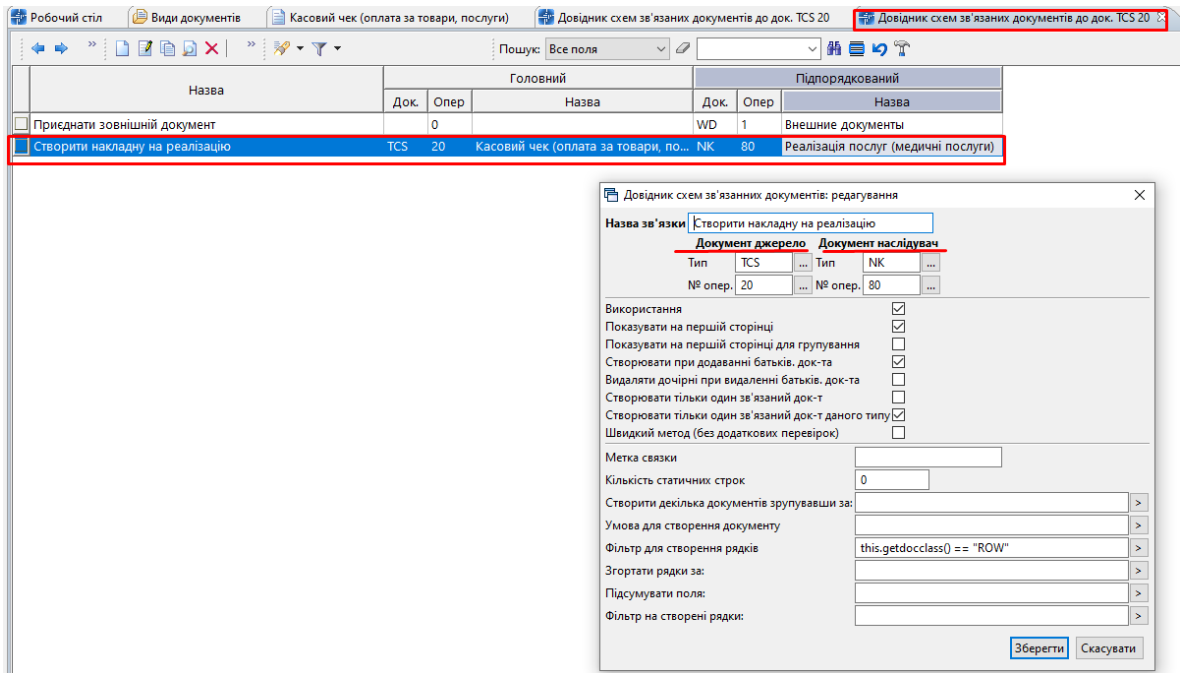 Робочий стіл Види документів Касовий чек (оплата за товари, послуги) Довідник схем зв'язаних документів до док. TCS 20 Довідник схем зв'язаних документів до док. TCS 20
Пошук: Все поля
Назва Головний Підпорядкований
Док. Опер Назва Док. Опер Назва
Приєднати зовнішній документ 0 WD 1 Внешние документы
Створити накладну на реалізацію TCS 20 Касовий чек (оплата за товари, по... NK 80 Реалізація послуг (медичні послуги)
Довідник схем зв'язанних документів: редагування
Назва зв'язки Створити накладну на реалізацію
Документ джерело Документ наслідувач
Тип TCS ... Тип NK ...
№ опер. 20 ... № опер. 80 ...
Використання
Показувати на першій сторінці
Показувати на першій сторінці для групування
Створювати при додаванні батьків. док-та
Видаляти дочірні при видаленні батьків. док-та
Створювати тільки один зв'язаний док-т
Створювати тільки один зв'язаний док-т даного типу
Швидкий метод (без додаткових перевірок)
Метка связки
Кількість статичних строк 0
Створити декілька документів згрупувавши за: >
Умова для створення документу >
Фільтр для створення рядків this.getdocclass() == "ROW" >
Згортати рядки за: >
Підсумувати поля: >
Фільтр на створені рядки: >
Зберегти Скасувати